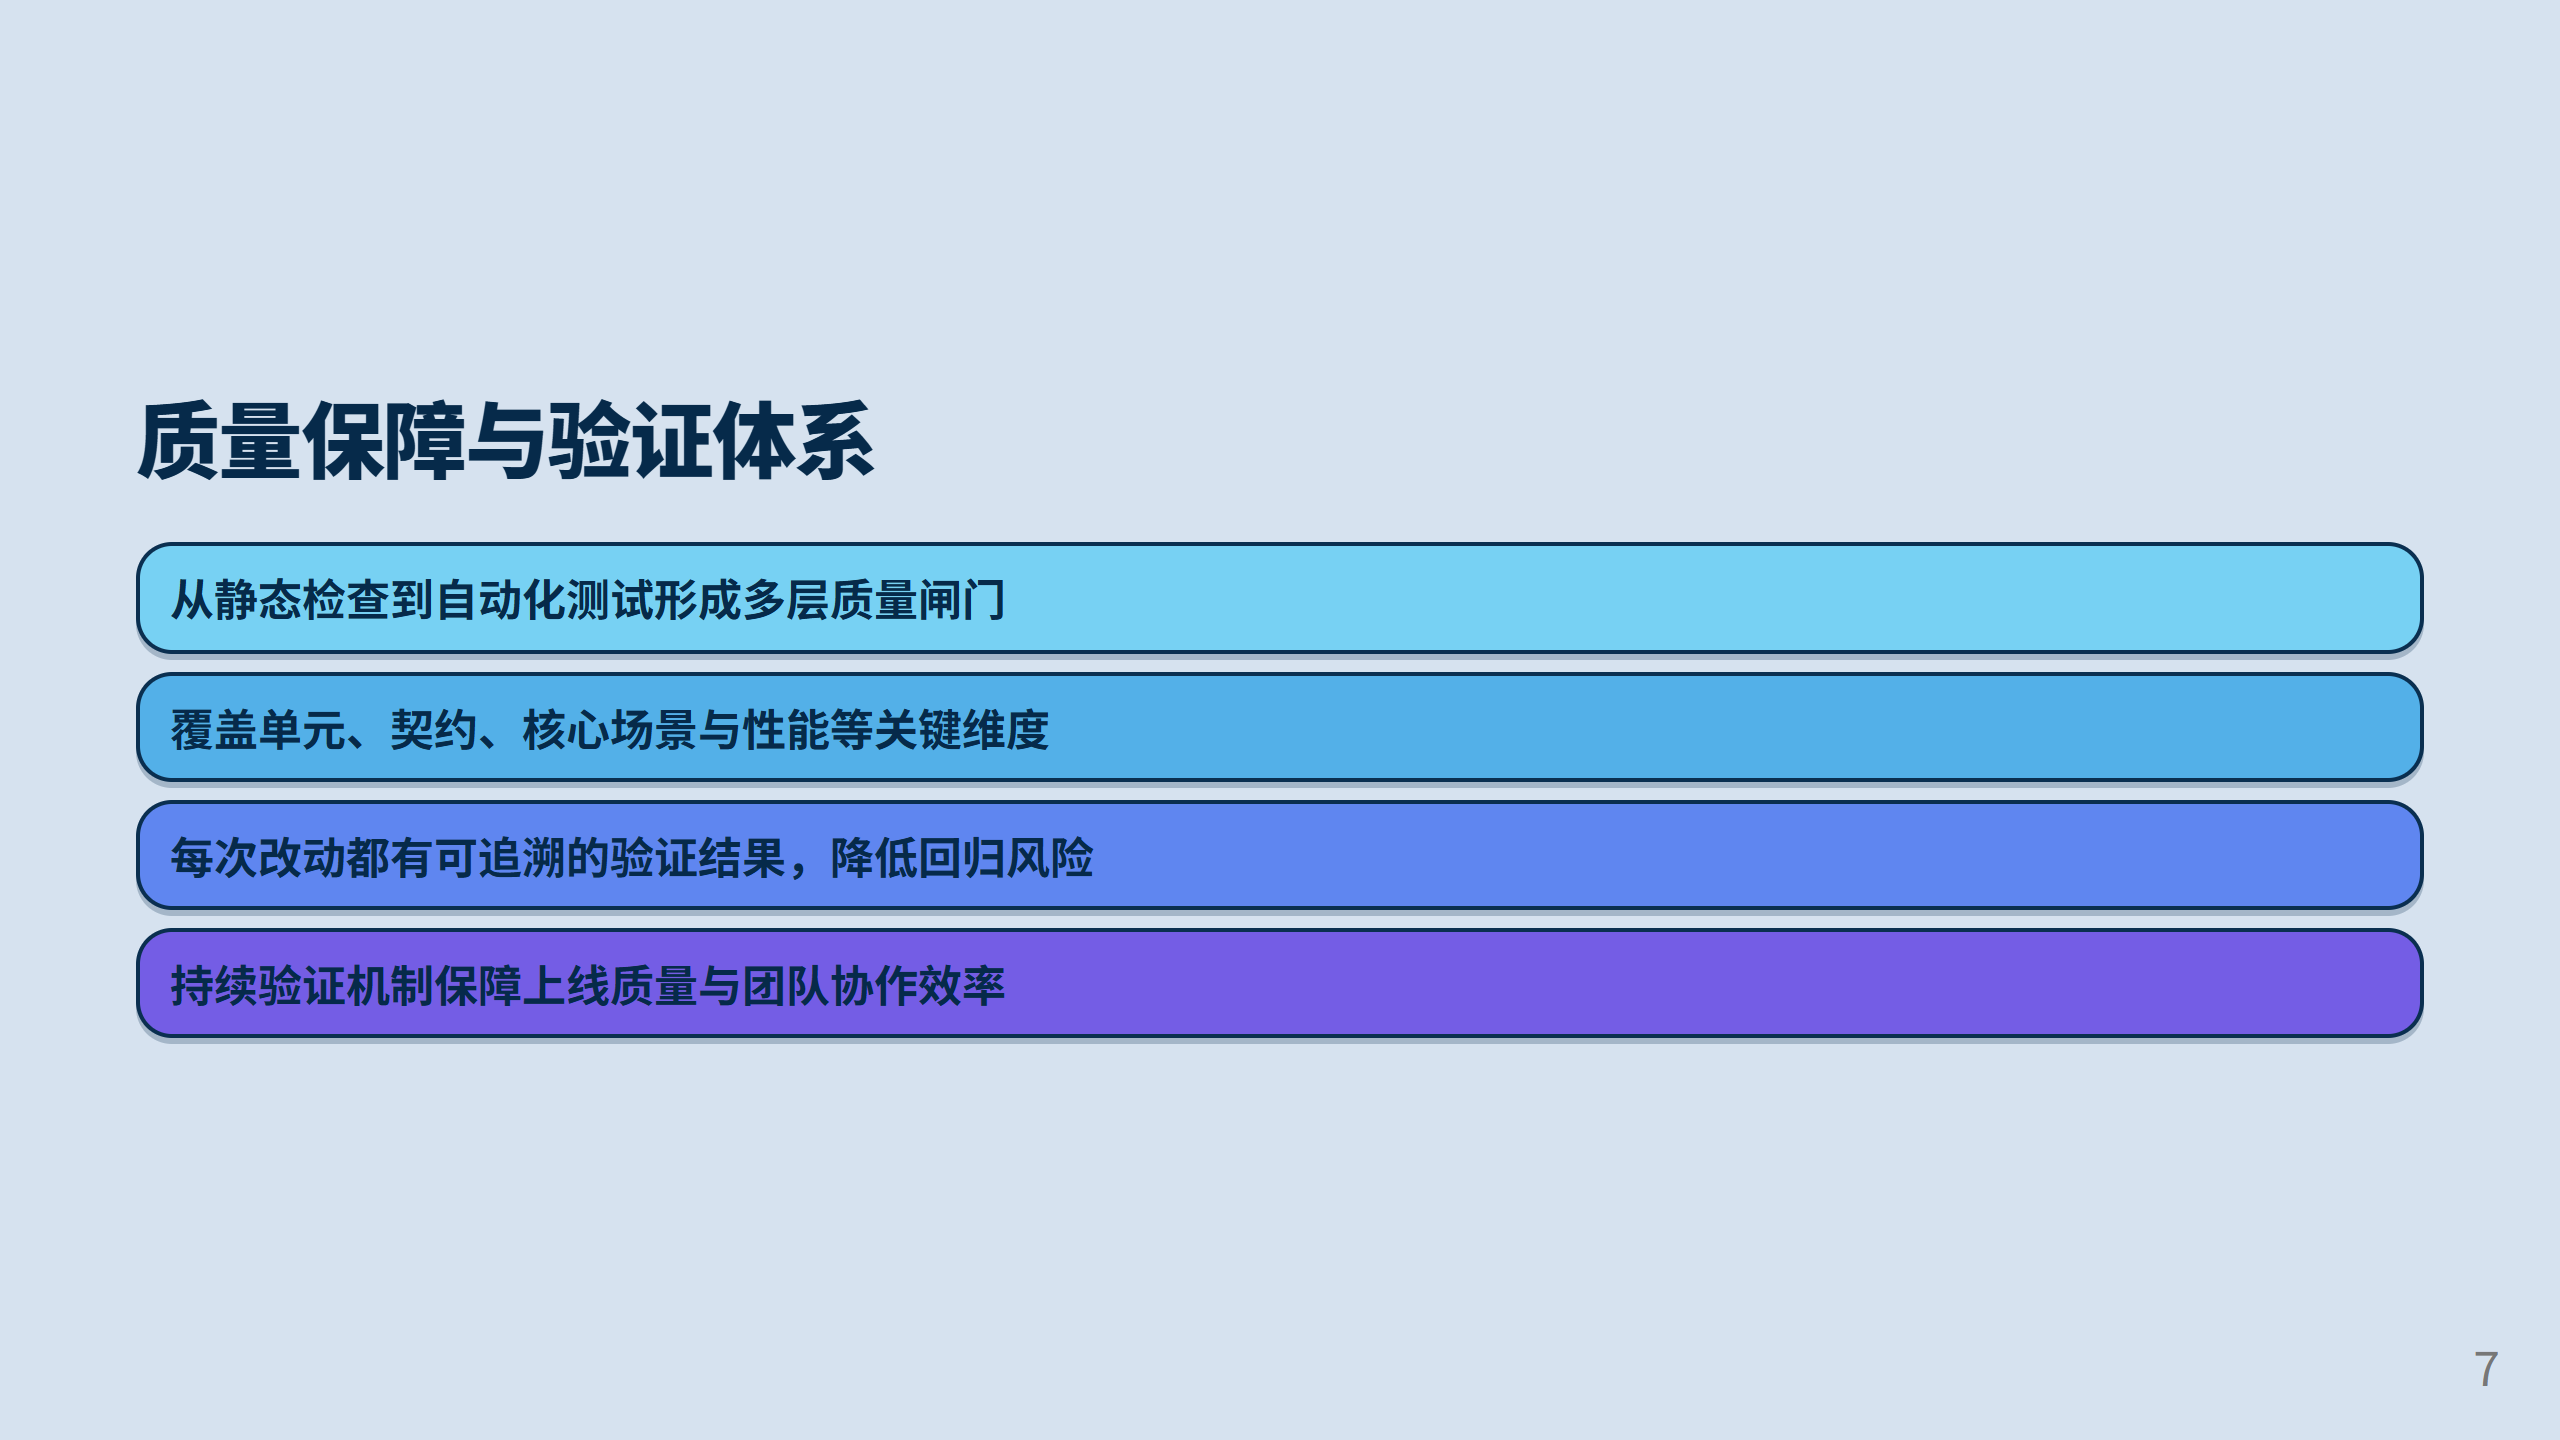 质量保障与验证体系
从静态检查到自动化测试形成多层质量闸门
覆盖单元、契约、核心场景与性能等关键维度
每次改动都有可追溯的验证结果，降低回归风险
持续验证机制保障上线质量与团队协作效率
7